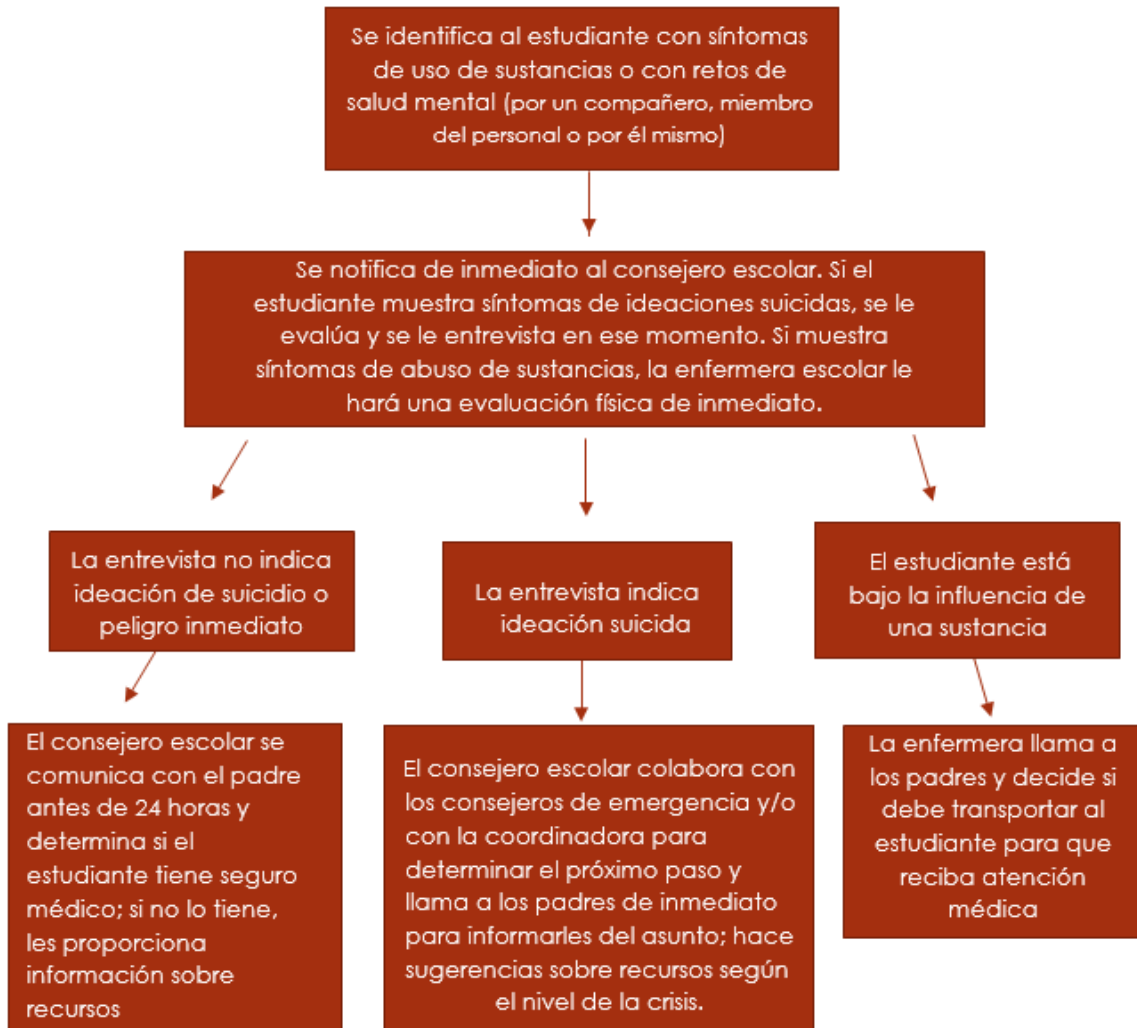 Se identifica al estudiante con síntomas
de uso de sustancias o con retos de
salud mental (por un compañero, miembro
del personal o por él mismo)
Se notifica de inmediato al consejero escolar. Si el
estudiante muestra síntomas de ideaciones suicidas, se le
evalúa y se le entrevista en ese momento. Si muestra
síntomas de abuso de sustancias, la enfermera escolar le
hará una evaluación física de inmediato.
La entrevista no indica
ideación de suicidio o
peligro inmediato
La entrevista indica
ideación suicida
El estudiante está
bajo la influencia de
una sustancia
El consejero escolar se
comunica con el padre
antes de 24 horas y
determina si el
estudiante tiene seguro
médico; si no lo tiene,
les proporciona
información sobre
recursos
El consejero escolar colabora con
los consejeros de emergencia y/o
con la coordinadora para
determinar el próximo paso y
llama a los padres de inmediato
para informarles del asunto; hace
sugerencias sobre recursos según
el nivel de la crisis.
La enfermera llama a
los padres y decide si
debe transportar al
estudiante para que
reciba atención
médica